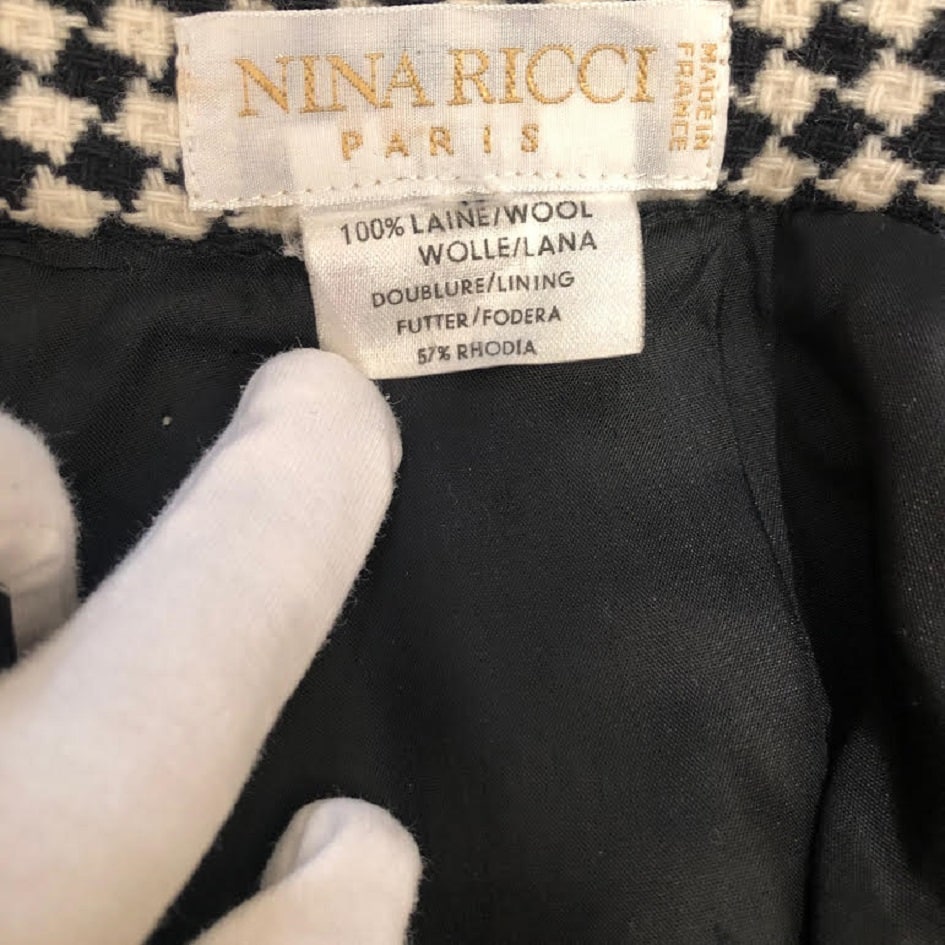 NINA RICCI
PARIS
MADE IN
FRANCE
100% LAINE/WOOL
WOLLE/LANA
DOUBLURE/LINING
FUTTER/FODERA
57% RHODIA